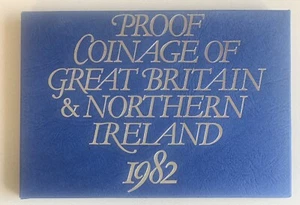 PROOF
COINAGE OF
GREAT BRITAIN
& NORTHERN
IRELAND
1982